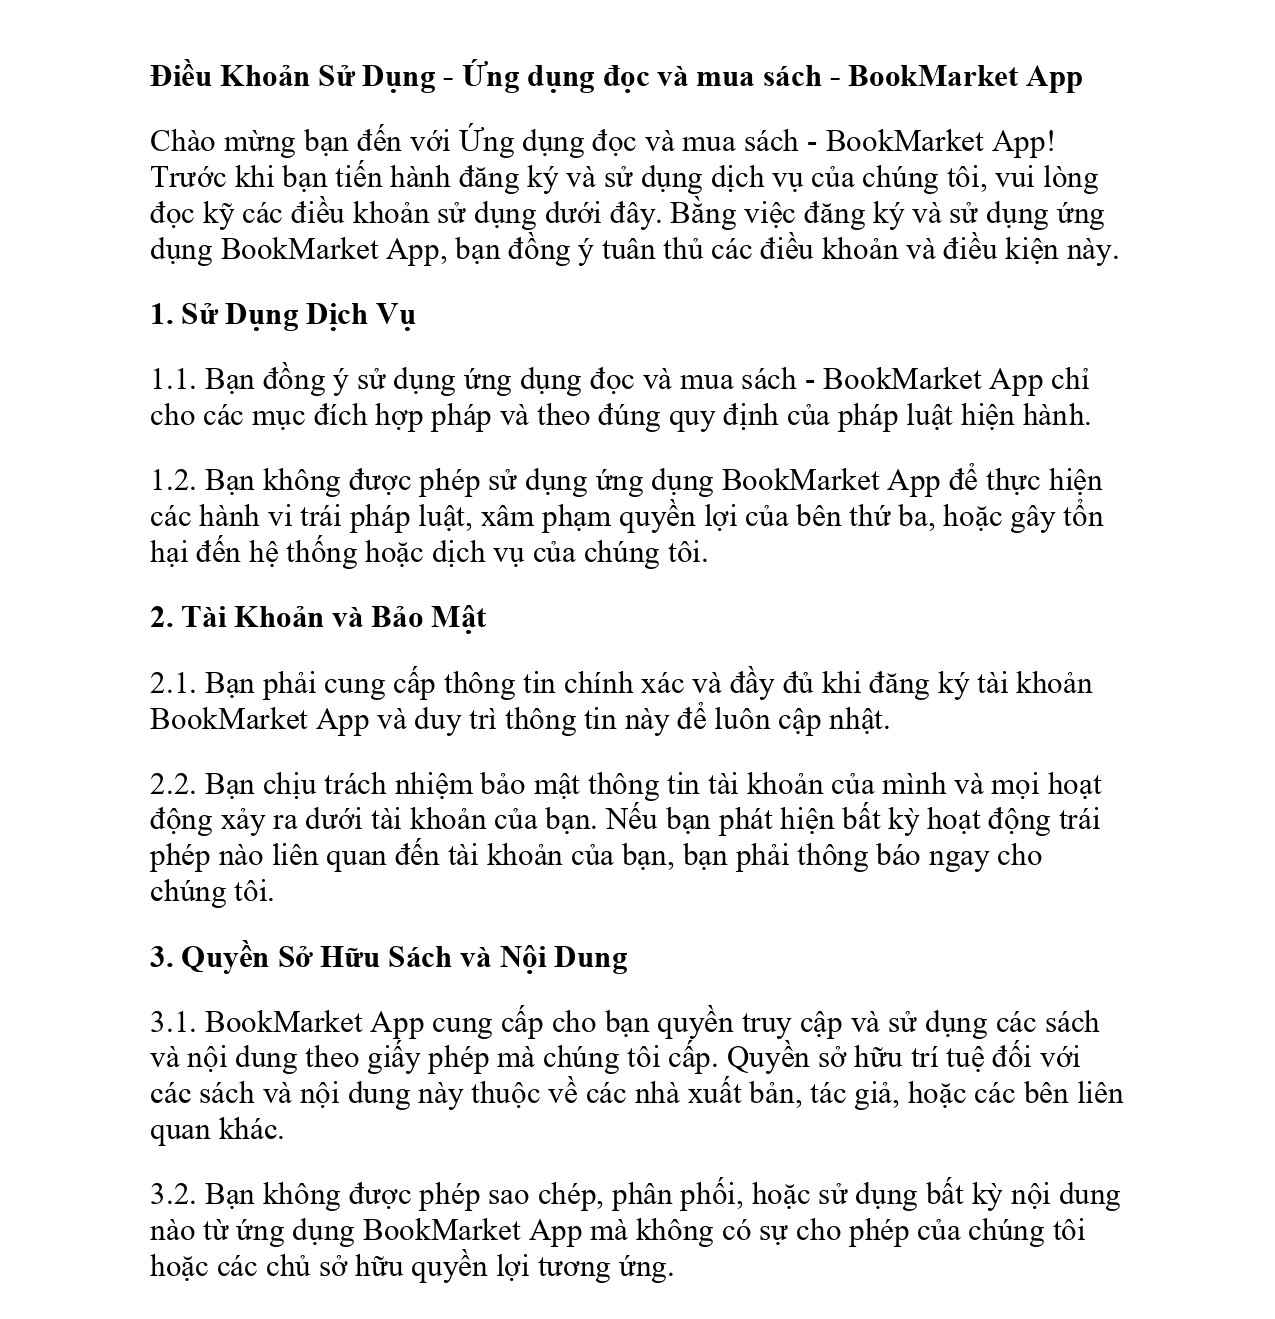 Điều Khoản Sử Dụng - Ứng dụng đọc và mua sách - BookMarket App
Chào mừng bạn đến với Ứng dụng đọc và mua sách - BookMarket App!
Trước khi bạn tiến hành đăng ký và sử dụng dịch vụ của chúng tôi, vui lòng
đọc kỹ các điều khoản sử dụng dưới đây. Bằng việc đăng ký và sử dụng ứng
dụng BookMarket App, bạn đồng ý tuân thủ các điều khoản và điều kiện này.
1. Sử Dụng Dịch Vụ
1.1. Bạn đồng ý sử dụng ứng dụng đọc và mua sách - BookMarket App chỉ
cho các mục đích hợp pháp và theo đúng quy định của pháp luật hiện hành.
1.2. Bạn không được phép sử dụng ứng dụng BookMarket App để thực hiện
các hành vi trái pháp luật, xâm phạm quyền lợi của bên thứ ba, hoặc gây tổn
hại đến hệ thống hoặc dịch vụ của chúng tôi.
2. Tài Khoản và Bảo Mật
2.1. Bạn phải cung cấp thông tin chính xác và đầy đủ khi đăng ký tài khoản
BookMarket App và duy trì thông tin này để luôn cập nhật.
2.2. Bạn chịu trách nhiệm bảo mật thông tin tài khoản của mình và mọi hoạt
động xảy ra dưới tài khoản của bạn. Nếu bạn phát hiện bất kỳ hoạt động trái
phép nào liên quan đến tài khoản của bạn, bạn phải thông báo ngay cho
chúng tôi.
3. Quyền Sở Hữu Sách và Nội Dung
3.1. BookMarket App cung cấp cho bạn quyền truy cập và sử dụng các sách
và nội dung theo giấy phép mà chúng tôi cấp. Quyền sở hữu trí tuệ đối với
các sách và nội dung này thuộc về các nhà xuất bản, tác giả, hoặc các bên liên
quan khác.
3.2. Bạn không được phép sao chép, phân phối, hoặc sử dụng bất kỳ nội dung
nào từ ứng dụng BookMarket App mà không có sự cho phép của chúng tôi
hoặc các chủ sở hữu quyền lợi tương ứng.